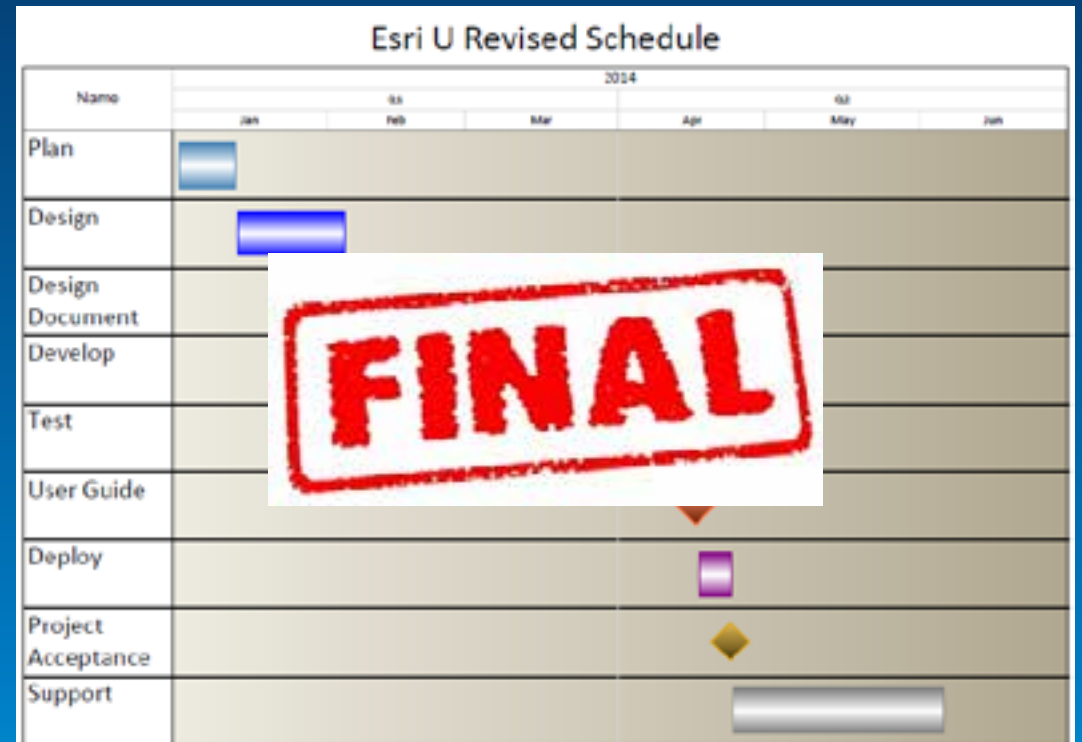 Esri U Revised Schedule
2014
Name
Jan Feb Mar Apr May Jun
Plan
Design
Design
Document
Develop
Test
User Guide
Deploy
Project
Acceptance
Support
FINAL